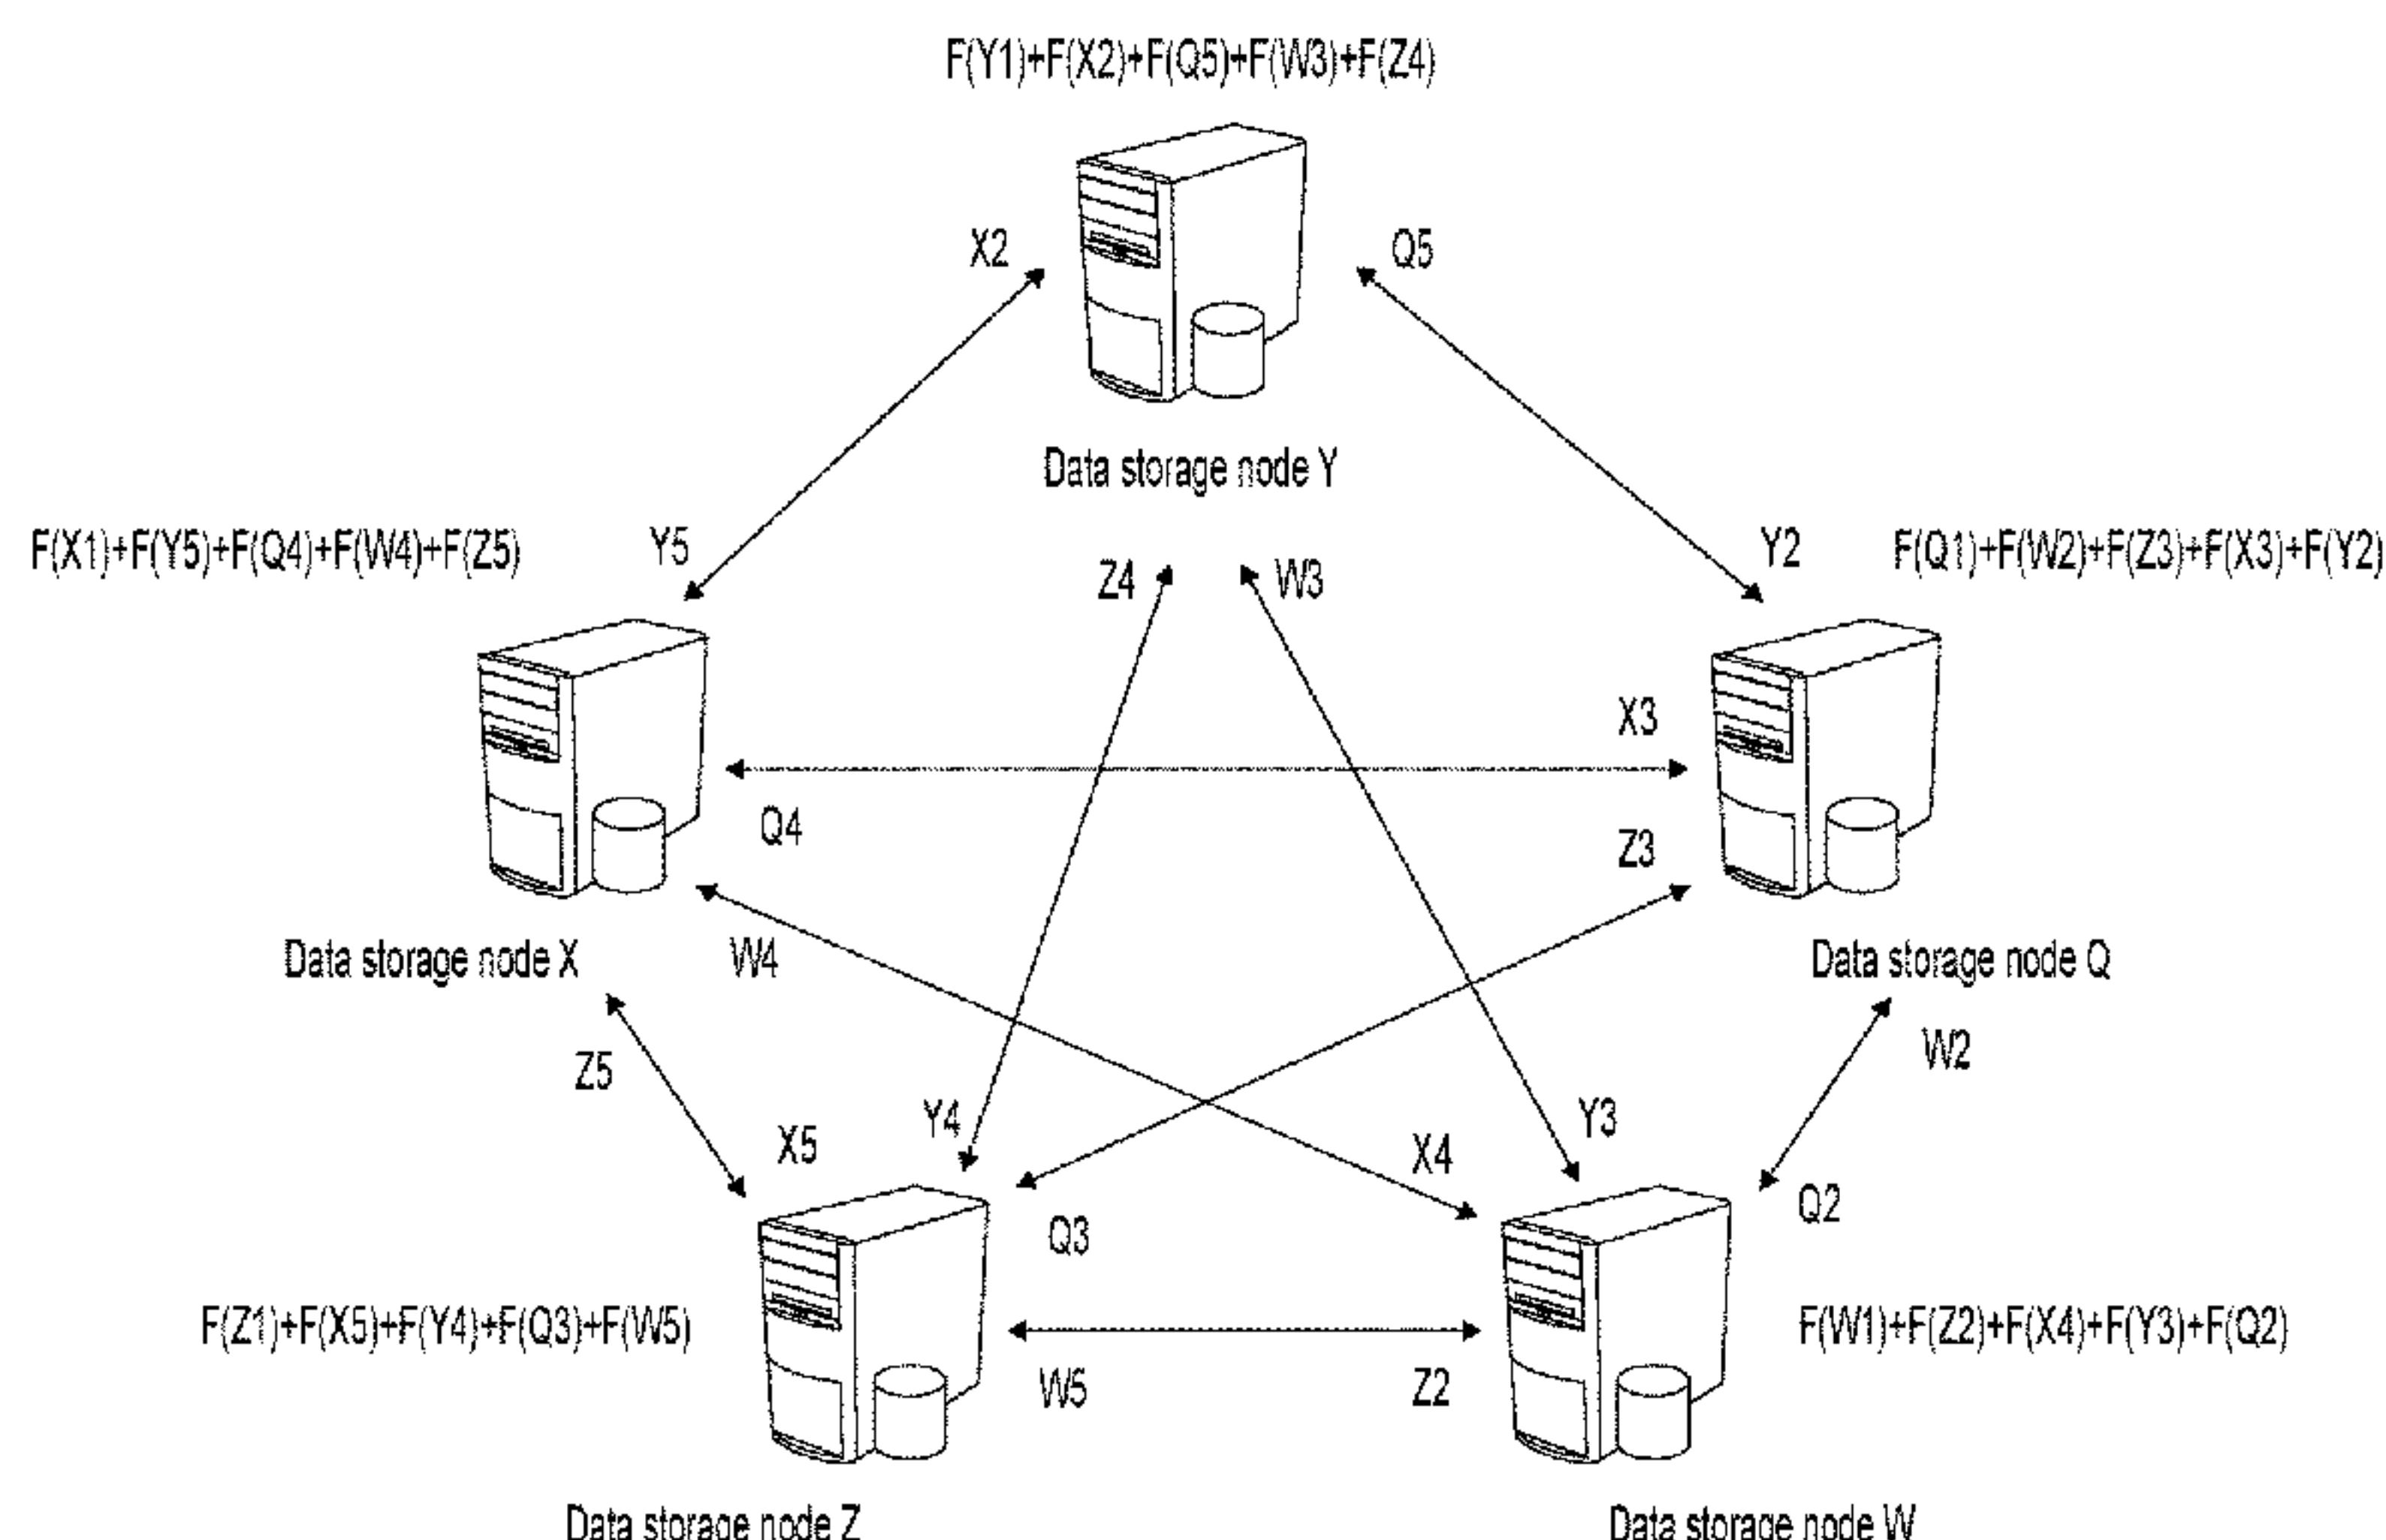 F(Y1)+F(X2)+F(Q5)+F(W3)+F(Z4)
X2
Q5
Data storage node Y
F(X1)+F(Y5)+F(Q4)+F(W4)+F(Z5)
Y5
Y2
F(Q1)+F(W2)+F(Z3)+F(X3)+F(Y2)
Z4
W3
X3
Q4
Z3
Data storage node X
W4
Data storage node Q
Z5
W2
X5
Y4
X4
Y3
Q3
Q2
F(Z1)+F(X5)+F(Y4)+F(Q3)+F(W5)
F(W1)+F(Z2)+F(X4)+F(Y3)+F(Q2)
W5
Z2
Data storage node Z
Data storage node W